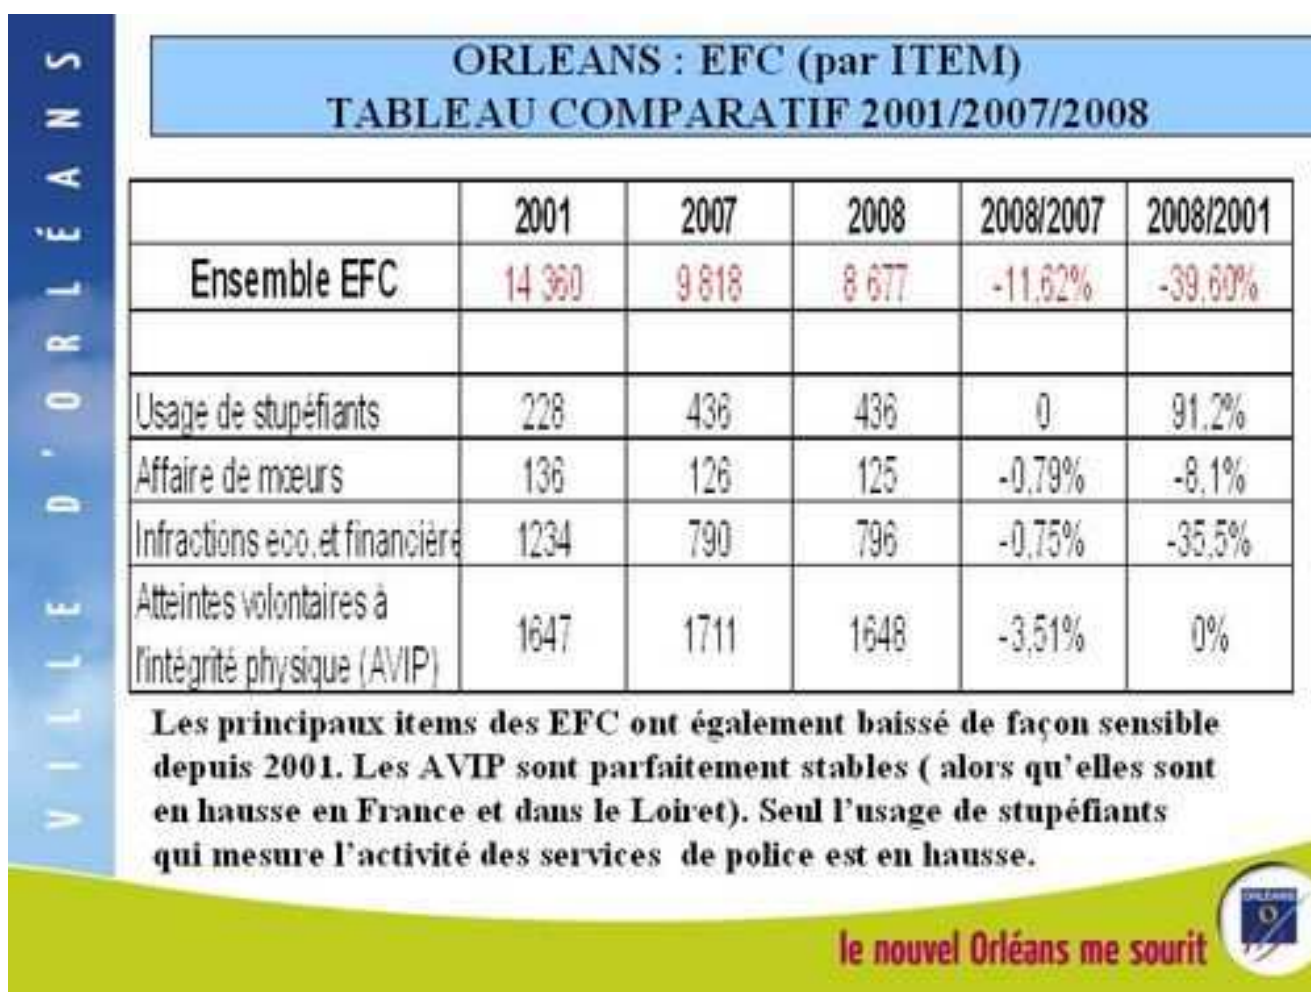 VILLE D'ORLÉANS
ORLEANS : EFC (par ITEM)
TABLEAU COMPARATIF 2001/2007/2008
2001 2007 2008 2008/2007 2008/2001
Ensemble EFC 14 360 9 818 8 677 -11,62% -39,60%
Usage de stupéfiants 228 436 436 0 91,2%
Affaire de mœurs 136 126 125 -0,79% -8,1%
Infractions eco.et financière 1234 790 796 -0,75% -35,5%
Atteintes volontaires à
l'intégrité physique (AVIP) 1647 1711 1648 -3,51% 0%
Les principaux items des EFC ont également baissé de façon sensible
depuis 2001. Les AVIP sont parfaitement stables ( alors qu'elles sont
en hausse en France et dans le Loiret). Seul l'usage de stupéfiants
qui mesure l'activité des services de police est en hausse.
ORLEANS
le nouvel Orléans me sourit